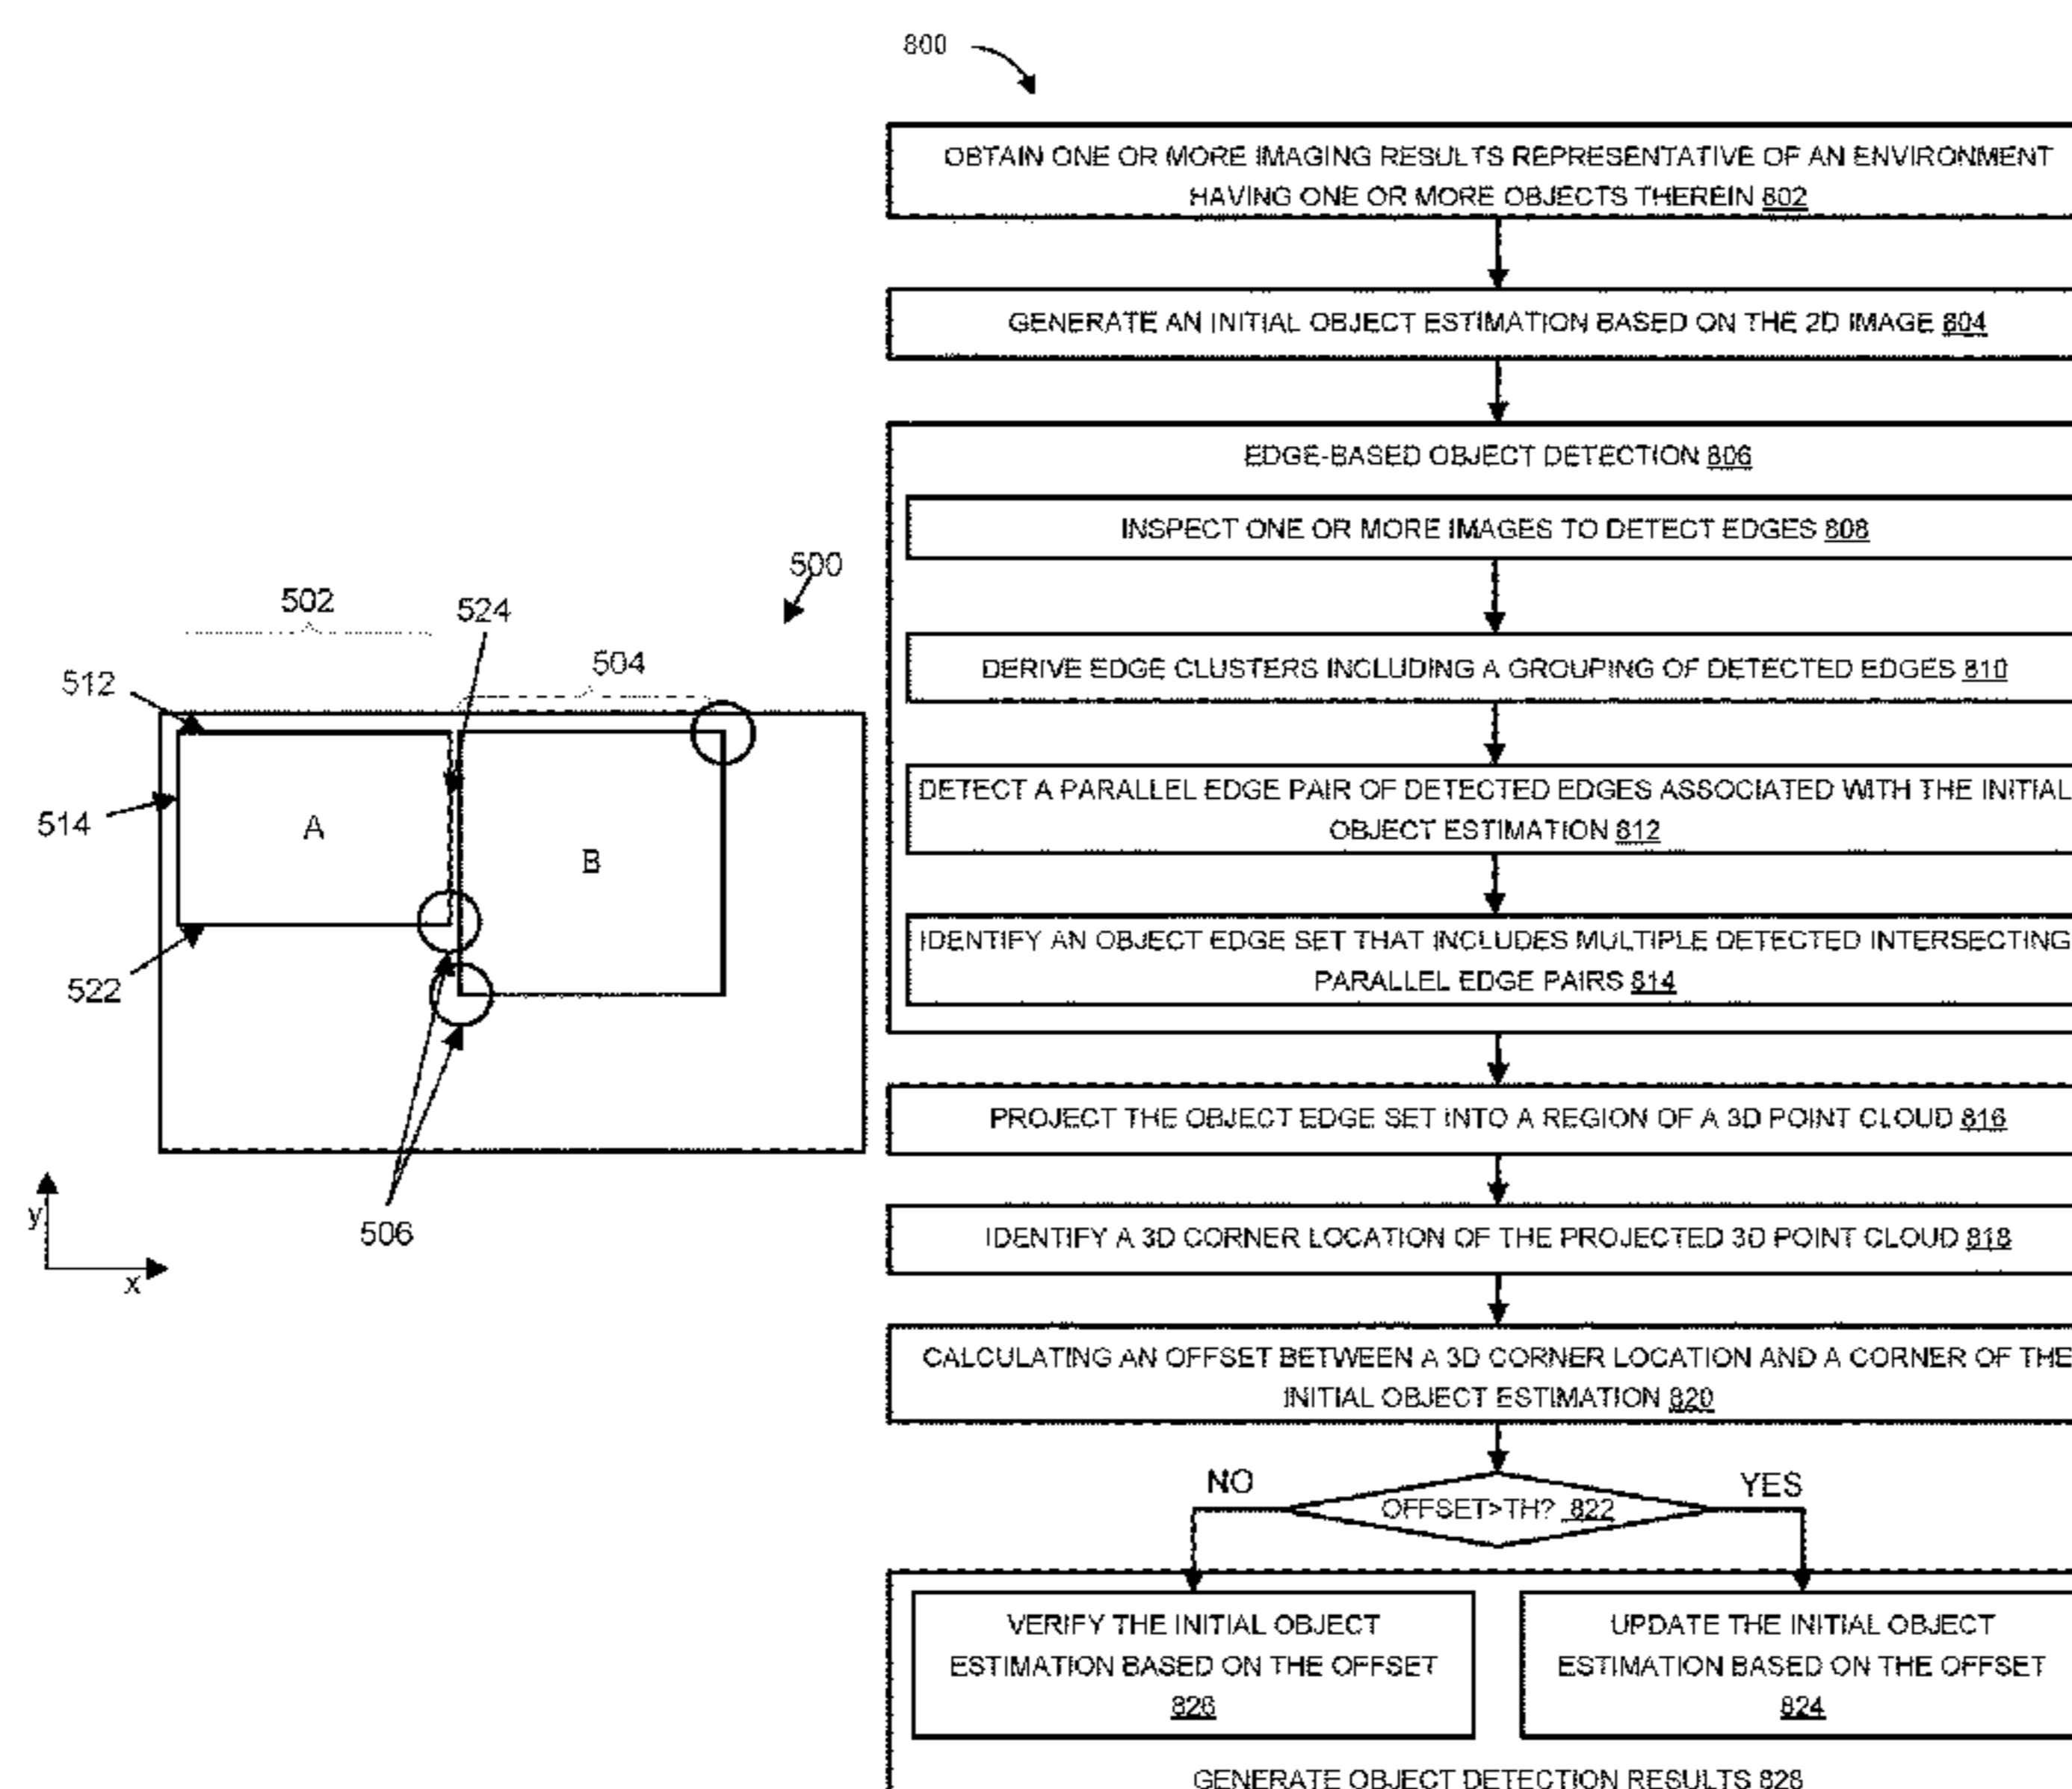 800
OBTAIN ONE OR MORE IMAGING RESULTS REPRESENTATIVE OF AN ENVIRONMENT
HAVING ONE OR MORE OBJECTS THEREIN 802
GENERATE AN INITIAL OBJECT ESTIMATION BASED ON THE 2D IMAGE 804
EDGE-BASED OBJECT DETECTION 806
INSPECT ONE OR MORE IMAGES TO DETECT EDGES 808
DERIVE EDGE CLUSTERS INCLUDING A GROUPING OF DETECTED EDGES 810
DETECT A PARALLEL EDGE PAIR OF DETECTED EDGES ASSOCIATED WITH THE INITIAL
OBJECT ESTIMATION 812
IDENTIFY AN OBJECT EDGE SET THAT INCLUDES MULTIPLE DETECTED INTERSECTING
PARALLEL EDGE PAIRS 814
PROJECT THE OBJECT EDGE SET INTO A REGION OF A 3D POINT CLOUD 816
IDENTIFY A 3D CORNER LOCATION OF THE PROJECTED 3D POINT CLOUD 818
CALCULATING AN OFFSET BETWEEN A 3D CORNER LOCATION AND A CORNER OF THE
INITIAL OBJECT ESTIMATION 820
NO
YES
OFFSET>TH? 822
VERIFY THE INITIAL OBJECT
ESTIMATION BASED ON THE OFFSET
826
UPDATE THE INITIAL OBJECT
ESTIMATION BASED ON THE OFFSET
824
GENERATE OBJECT DETECTION RESULTS 828
500
502
524
504
512
514
A
B
522
506
y
x